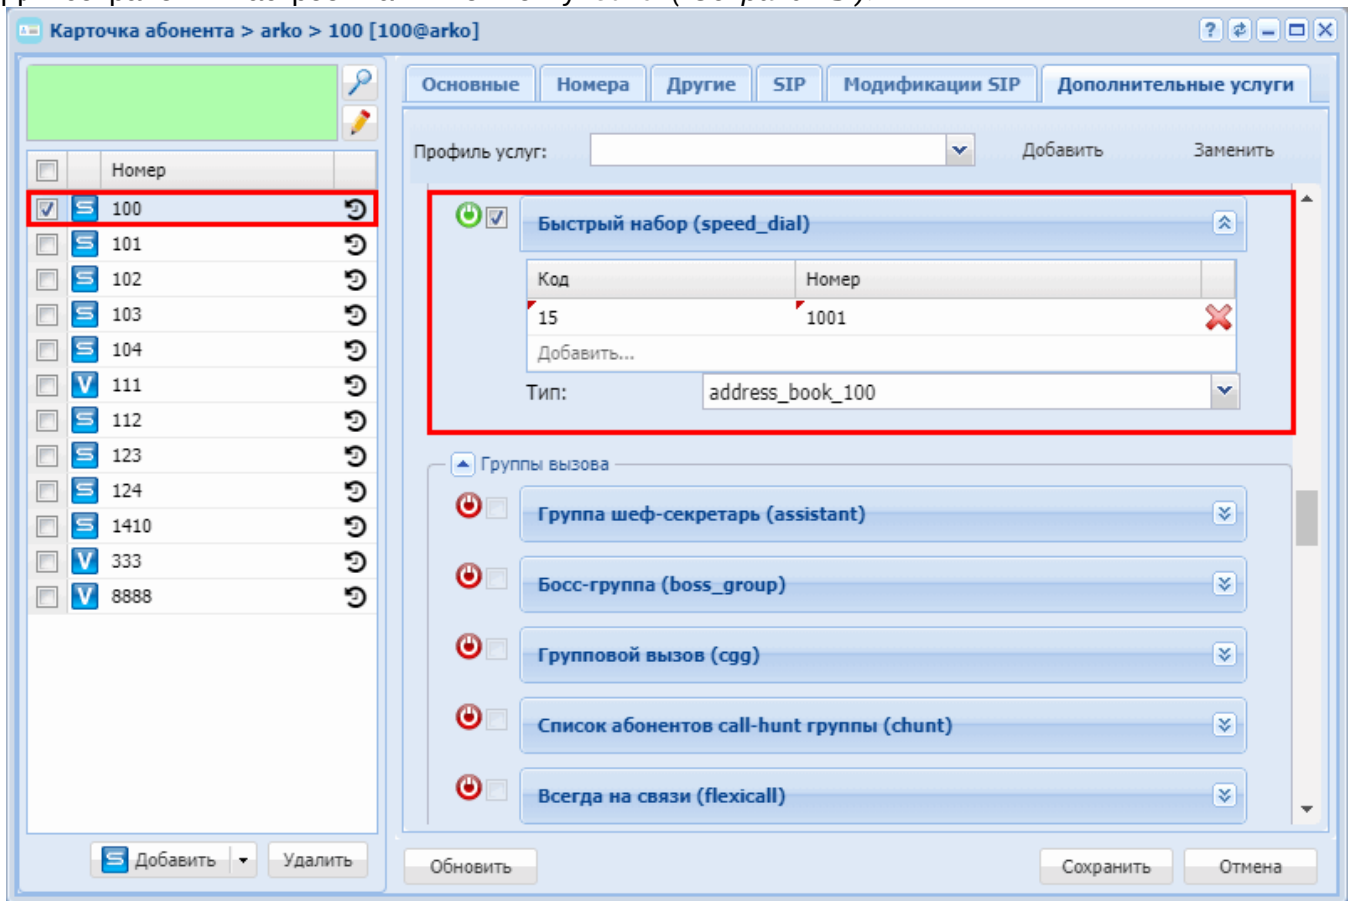 Карточка абонента > arko > 100 [100@arko]
Основные Номера Другие SIP Модификации SIP Дополнительные услуги
Профиль услуг: Добавить Заменить
Номер
100
101
102
103
104
111
112
123
124
1410
333
8888
Добавить Удалить
Быстрый набор (speed_dial)
Код Номер
15 1001
Добавить...
Тип: address_book_100
Группы вызова
Группа шеф-секретарь (assistant)
Босс-группа (boss_group)
Групповой вызов (cgg)
Список абонентов call-hunt группы (chunt)
Всегда на связи (flexicall)
Обновить Сохранить Отмена